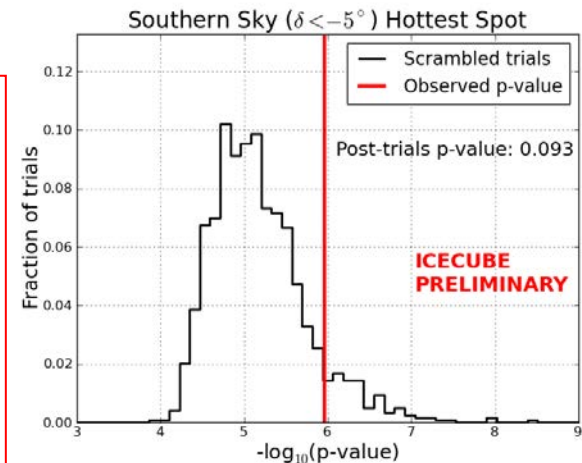 Southern Sky (δ<−5°) Hottest Spot
Scrambled trials
Observed p-value
Post-trials p-value: 0.093
ICECUBE
PRELIMINARY
Fraction of trials
0.12
0.10
0.08
0.06
0.04
0.02
0.00
3 4 5 6 7 8 9
-log₁₀(p-value)